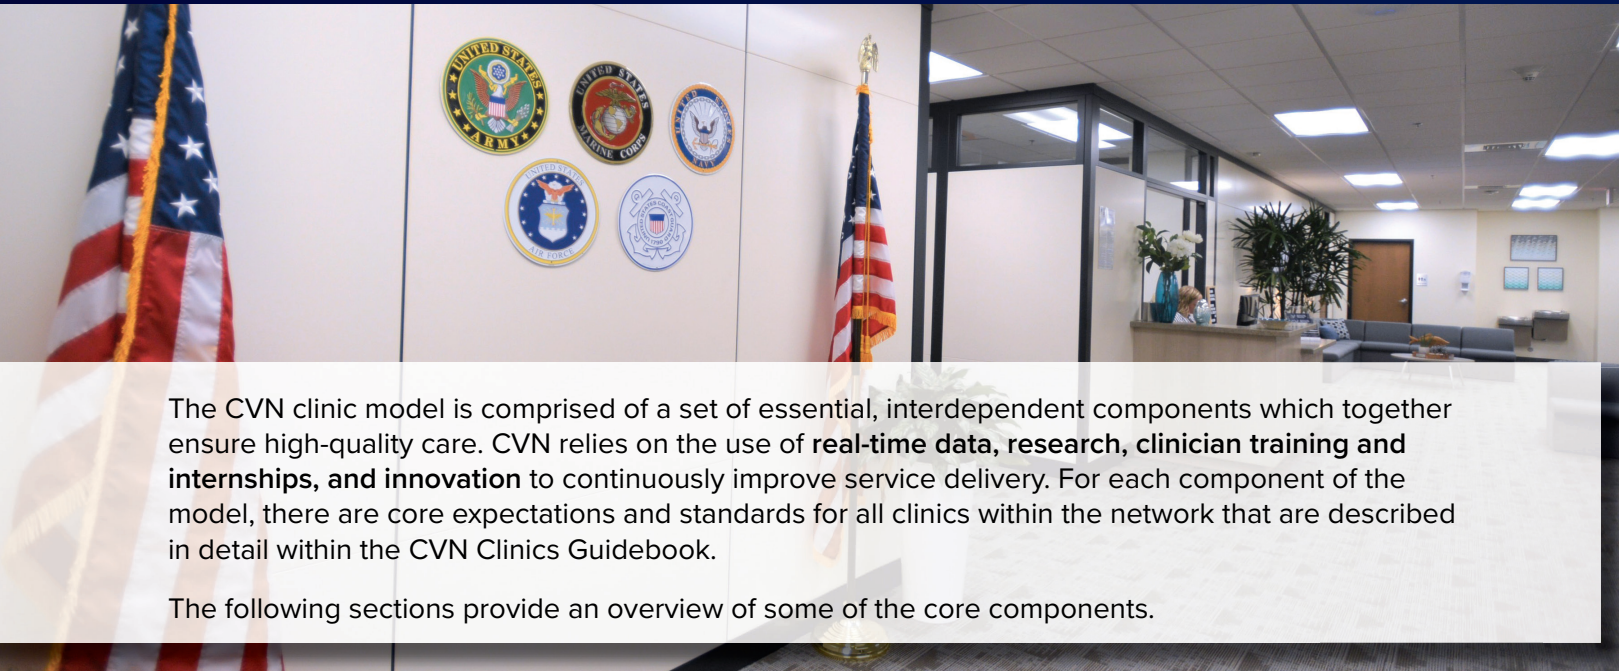 UNITED STATES
ARMY
UNITED STATES
MARINE CORPS
UNITED STATES
NAVY
UNITED STATES
AIR FORCE
UNITED STATES COAST GUARD
The CVN clinic model is comprised of a set of essential, interdependent components which together
ensure high-quality care. CVN relies on the use of real-time data, research, clinician training and
internships, and innovation to continuously improve service delivery. For each component of the
model, there are core expectations and standards for all clinics within the network that are described
in detail within the CVN Clinics Guidebook.
The following sections provide an overview of some of the core components.